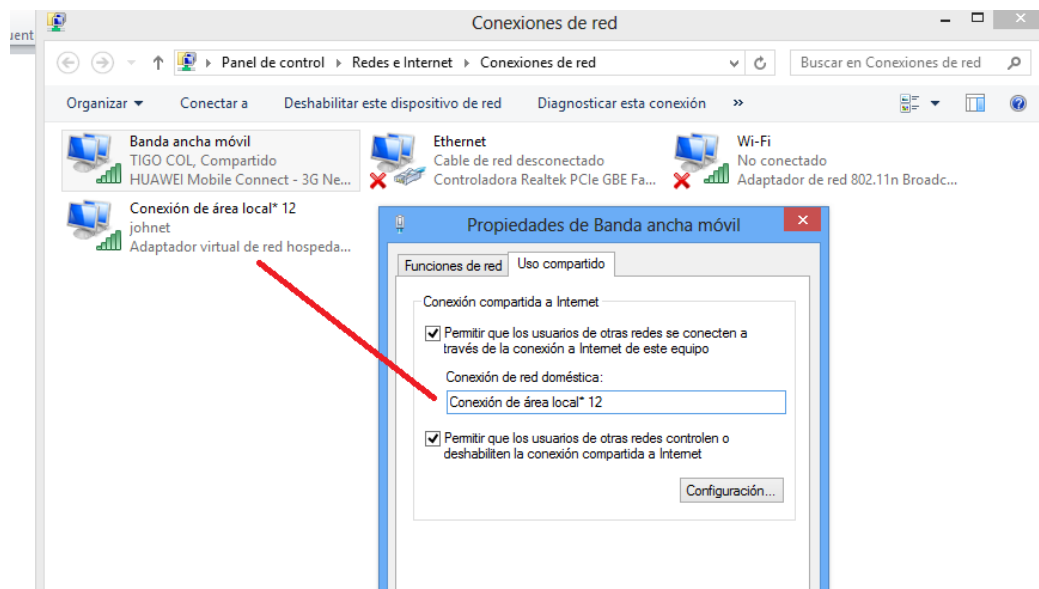 uent
Conexiones de red
Panel de control Redes e Internet Conexiones de red
Buscar en Conexiones de red
Organizar Conectar a Deshabilitar este dispositivo de red Diagnosticar esta conexión »
Banda ancha móvil
TIGO COL, Compartido
HUAWEI Mobile Connect - 3G Ne...
Ethernet
Cable de red desconectado
Controladora Realtek PCIe GBE Fa...
Wi-Fi
No conectado
Adaptador de red 802.11n Broadc...
Conexión de área local* 12
johnet
Adaptador virtual de red hospeda...
Propiedades de Banda ancha móvil
Funciones de red Uso compartido
Conexión compartida a Internet
Permitir que los usuarios de otras redes se conecten a
través de la conexión a Internet de este equipo
Conexión de red doméstica:
Conexión de área local* 12
Permitir que los usuarios de otras redes controlen o
deshabiliten la conexión compartida a Internet
Configuración...